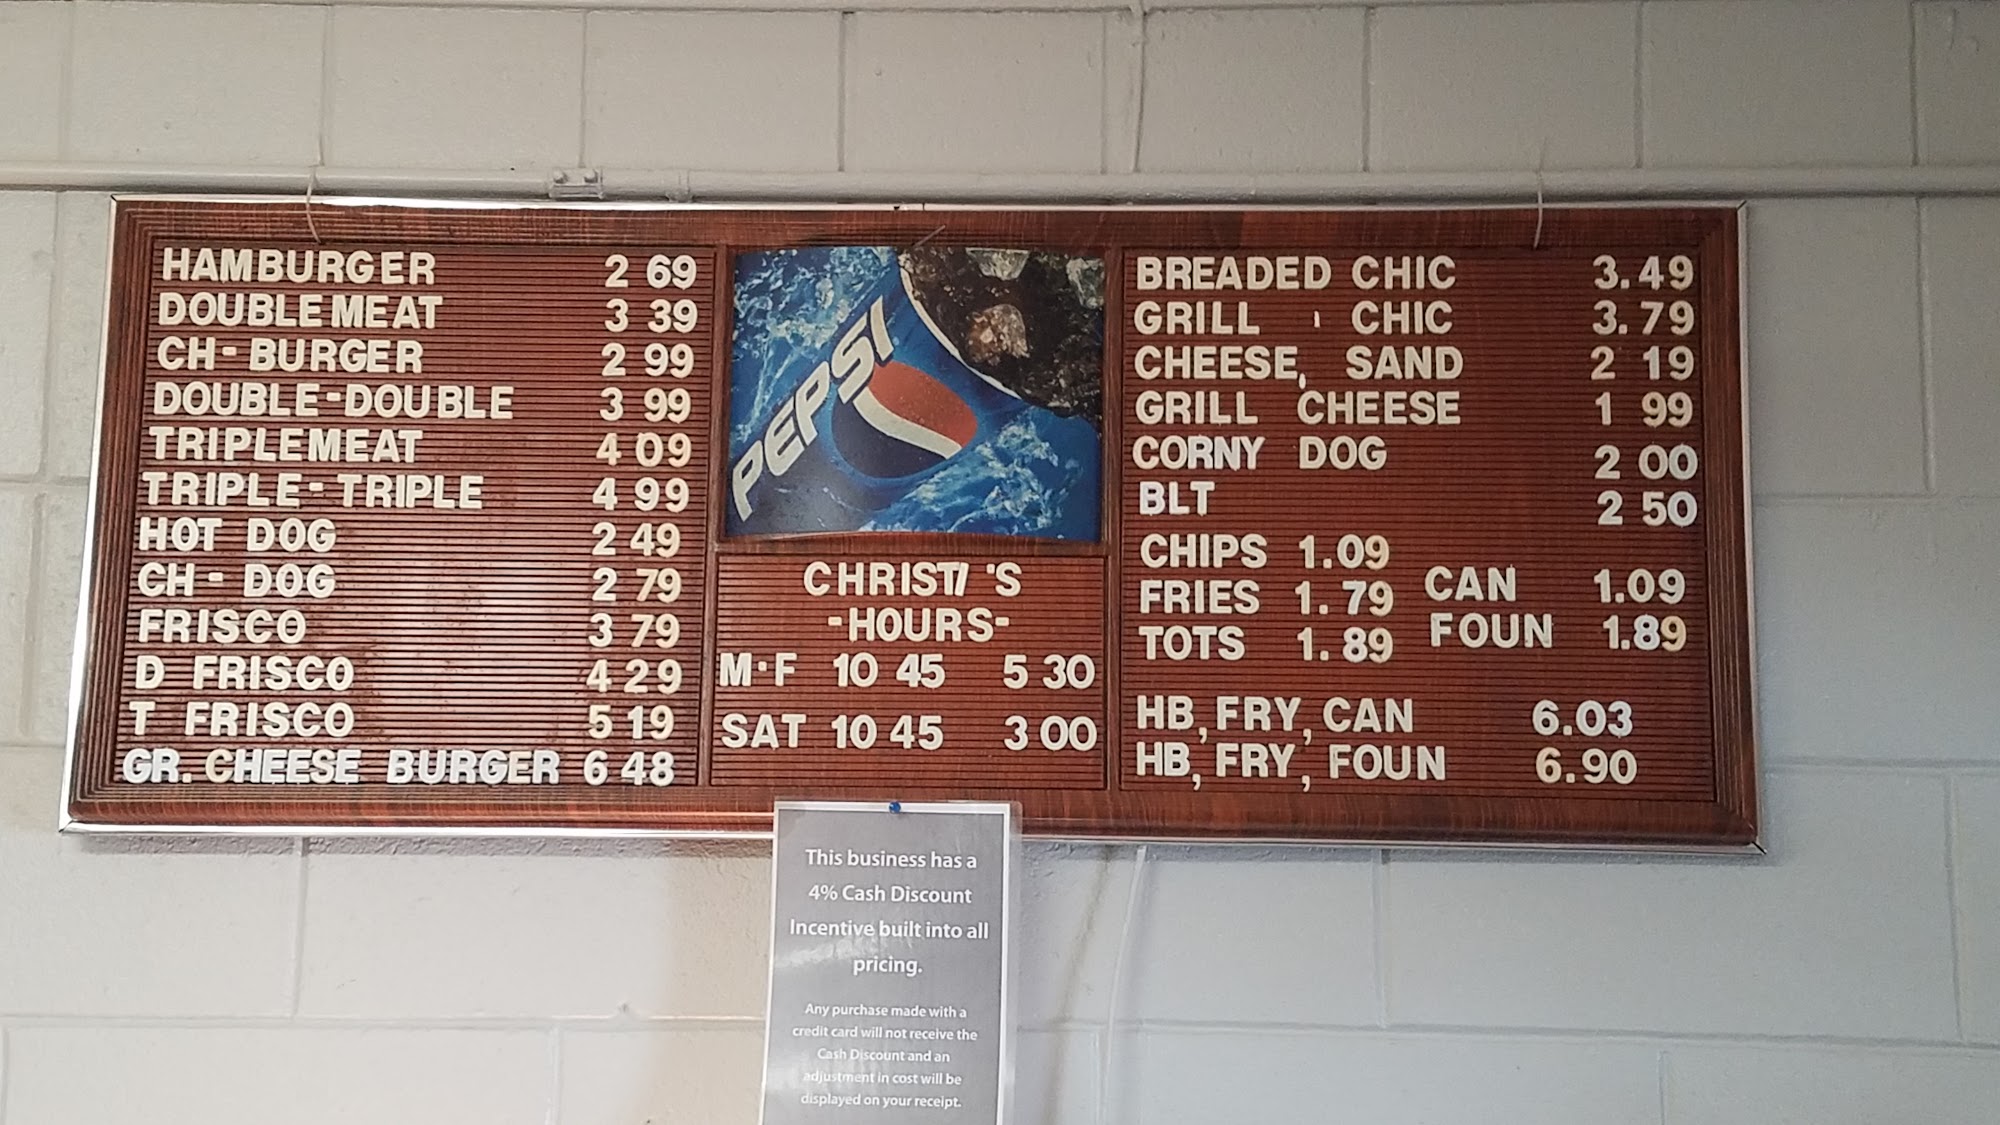 HAMBURGER 2 69
DOUBLEMEAT 3 39
CH-BURGER 2 99
DOUBLE-DOUBLE 3 99
TRIPLEMEAT 4 09
TRIPLE-TRIPLE 4 99
HOT DOG 2 49
CH-DOG 2 79
FRISCO 3 79
D FRISCO 4 29
T FRISCO 5 19
GR. CHEESE BURGER 6 48
PEPSI
CHRISTI'S
-HOURS-
M-F 10 45 5 30
SAT 10 45 3 00
BREADED CHIC 3.49
GRILL CHIC 3.79
CHEESE, SAND 2 19
GRILL CHEESE 1 99
CORNY DOG 2 00
BLT 2 50
CHIPS 1.09
FRIES 1.79
TOTS 1.89
CAN 1.09
FOUN 1.89
HB, FRY, CAN 6.03
HB, FRY, FOUN 6.90
This business has a
4% Cash Discount
Incentive built into all
pricing.
Any purchase made with a
credit card will not receive the
Cash Discount and an
adjustment in cost will be
displayed on your receipt.